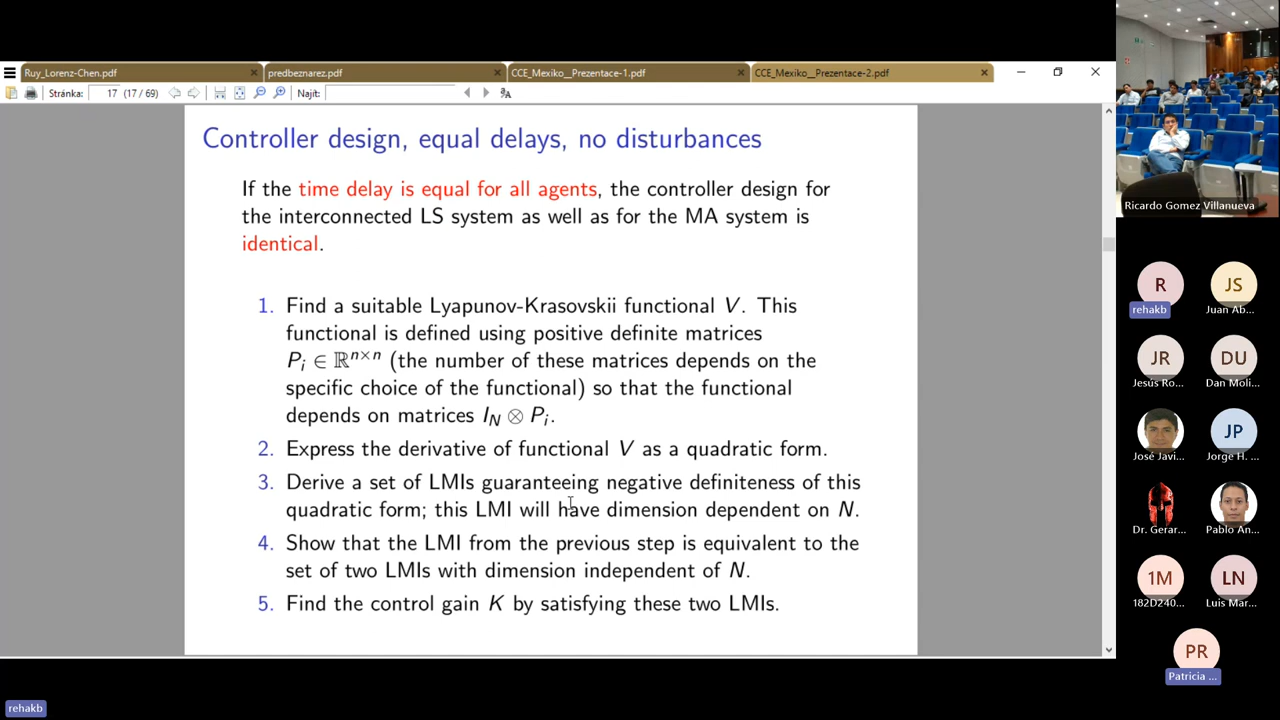 Ruy_Lorenz-Chen.pdf
predbeznarez.pdf
CCE_Mexiko__Prezentace-1.pdf
CCE_Mexiko__Prezentace-2.pdf
Stránka: 17 (17 / 69)
Najít:
Controller design, equal delays, no disturbances
If the time delay is equal for all agents, the controller design for
the interconnected LS system as well as for the MA system is
identical.
1. Find a suitable Lyapunov-Krasovskii functional V. This
functional is defined using positive definite matrices
Pᵢ ∈ ℝⁿˣⁿ (the number of these matrices depends on the
specific choice of the functional) so that the functional
depends on matrices I_N ⊗ Pᵢ.
2. Express the derivative of functional V as a quadratic form.
3. Derive a set of LMIs guaranteeing negative definiteness of this
quadratic form; this LMI will have dimension dependent on N.
4. Show that the LMI from the previous step is equivalent to the
set of two LMIs with dimension independent of N.
5. Find the control gain K by satisfying these two LMIs.
Ricardo Gomez Villanueva
R
rehakb
JS
Juan Ab...
JR
Jesús Ro...
DU
Dan Moli...
José Javi...
JP
Jorge H. ...
Dr. Gerar...
Pablo An...
1M
182D240...
LN
Luis Mar...
PR
Patricia ...
rehakb